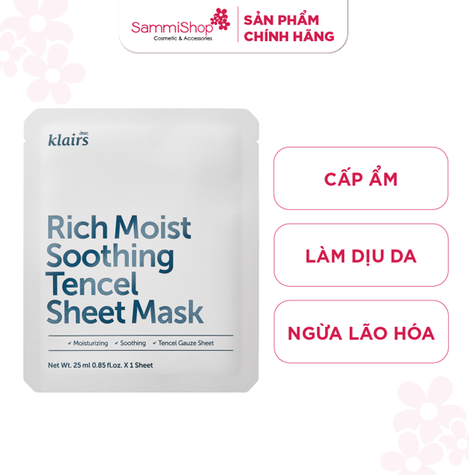 SammiShop
Cosmetic & Accessories
SẢN PHẨM
CHÍNH HÃNG
dear,
klairs
Rich Moist
Soothing
Tencel
Sheet Mask
✓ Moisturizing ✓ Soothing ✓ Tencel Gauze Sheet
Net Wt. 25 ml 0.85 fl.oz. X 1 Sheet
CẤP ẨM
LÀM DỊU DA
NGỪA LÃO HÓA